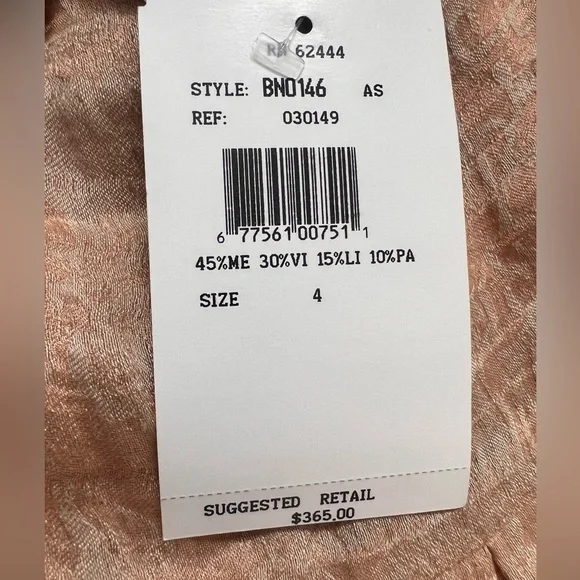 RN 62444
STYLE: BN0146 AS
REF: 030149
6 77561 00751 1
45%ME 30%VI 15%LI 10%PA
SIZE 4
SUGGESTED RETAIL
$365.00